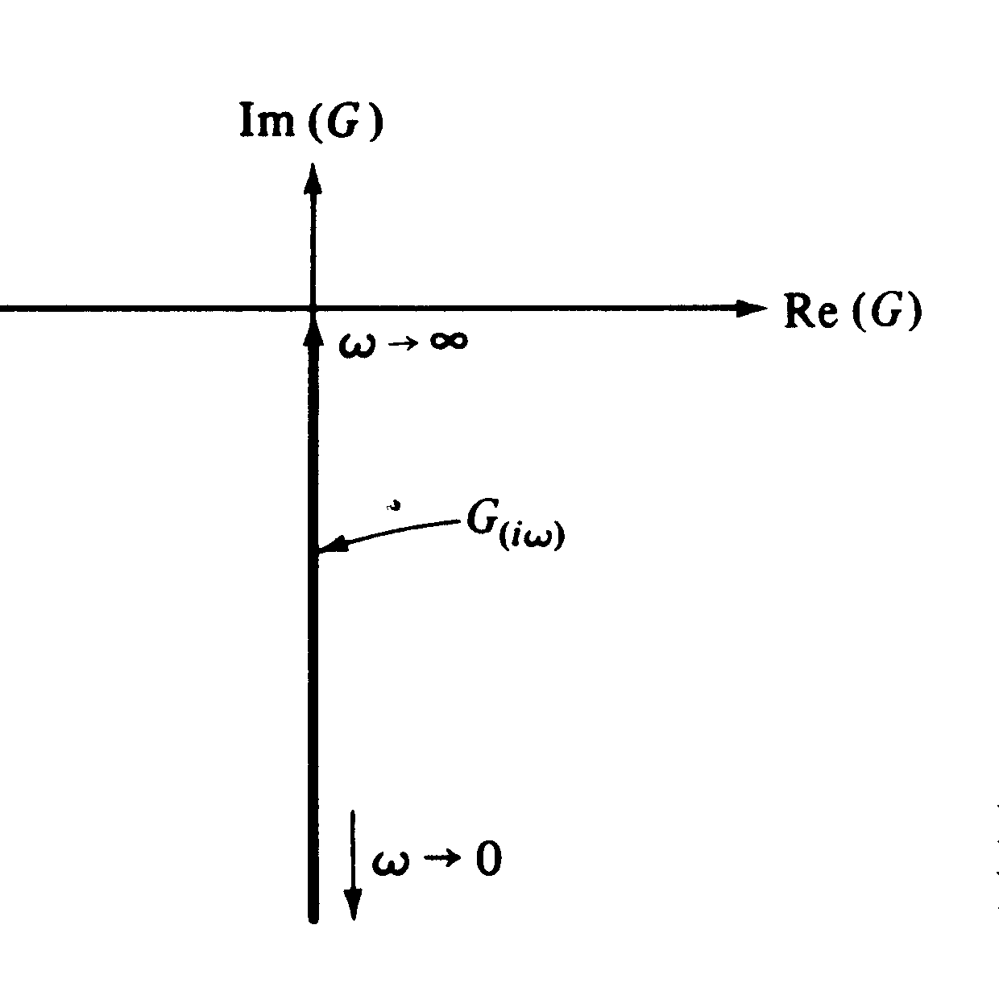 Im (G)
Re (G)
ω → ∞
G(iω)
ω → 0